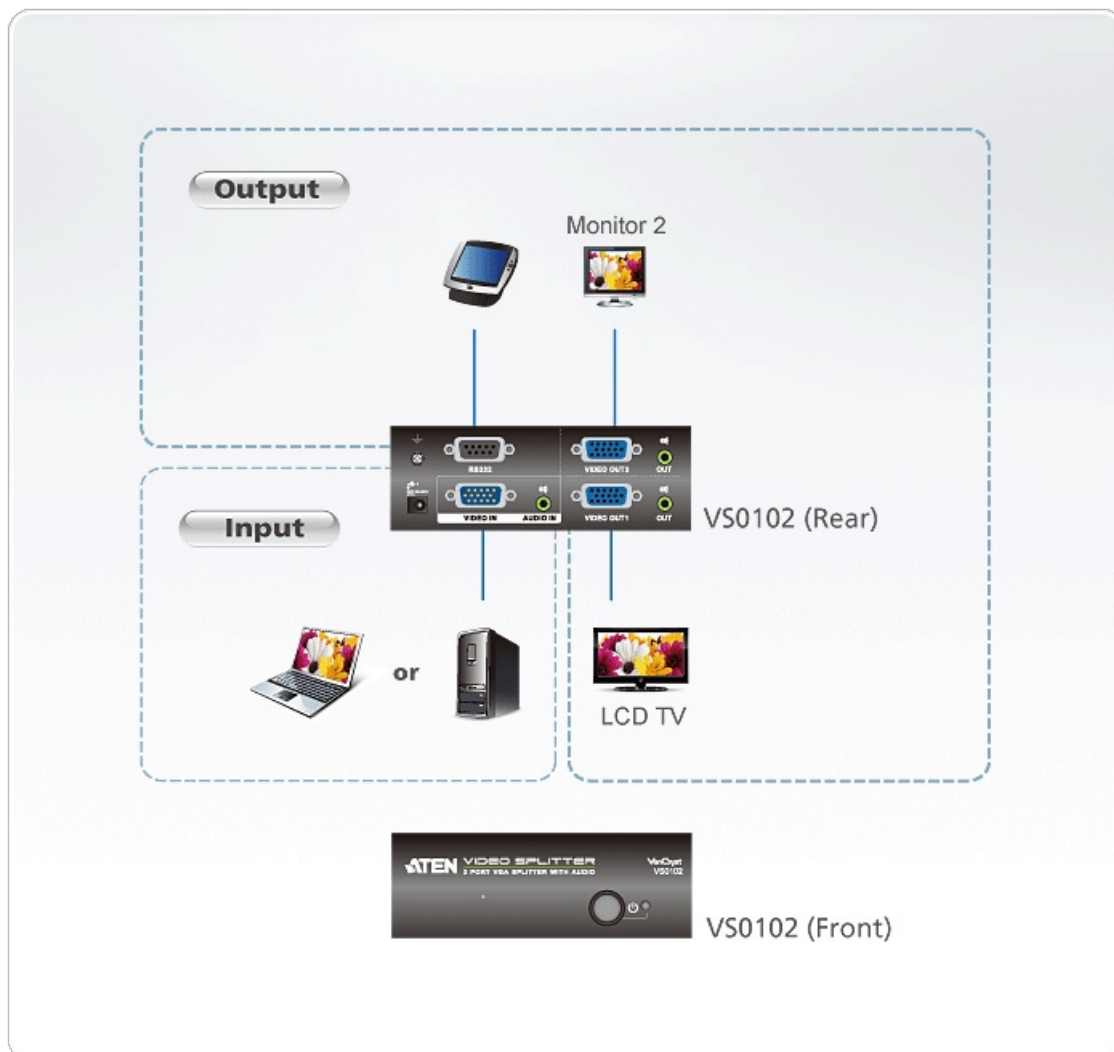 Output
Monitor 2
RS232
VIDEO OUT2
OUT
VIDEO IN
AUDIO IN
VIDEO OUT1
OUT
VS0102 (Rear)
Input
or
LCD TV
ATEN VIDEO SPLITTER
2 PORT VGA SPLITTER WITH AUDIO
VanCryst
VS0102
VS0102 (Front)